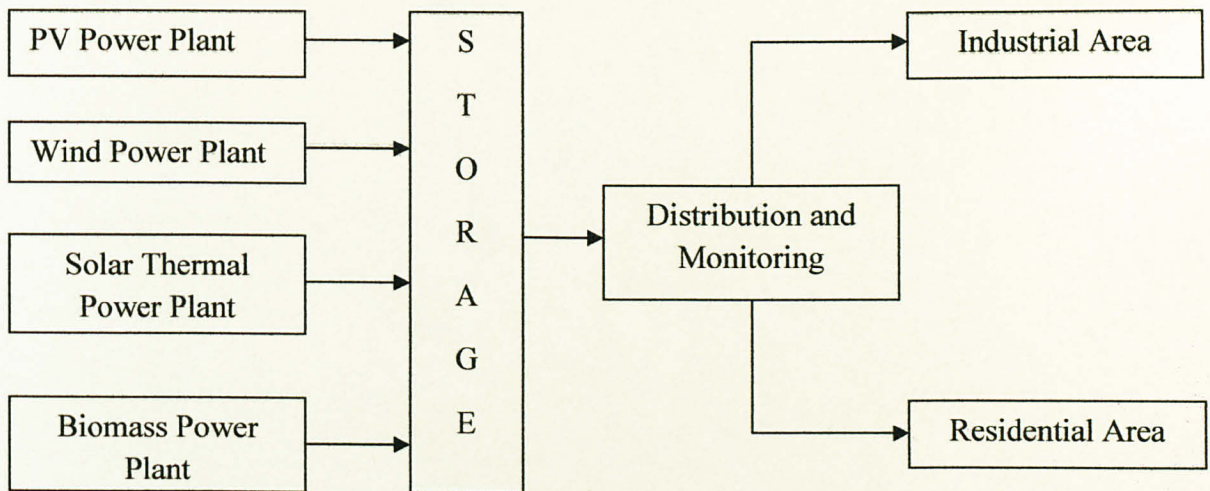 PV Power Plant
Wind Power Plant
Solar Thermal
Power Plant
Biomass Power
Plant
S
T
O
R
A
G
E
Distribution and
Monitoring
Industrial Area
Residential Area